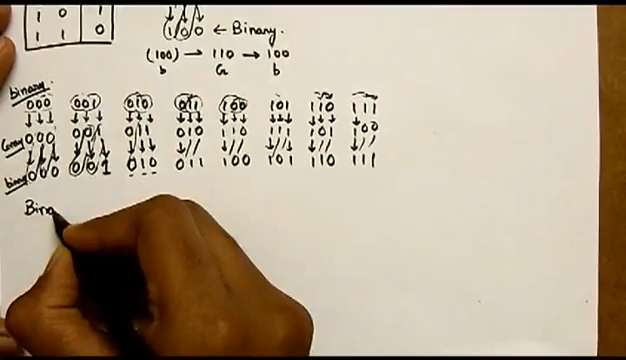 1 0 1
1 1 0
1 0 0 ← Binary.
(100) → 110 → 100
b G b
binary
000 001 010 011 100 101 110 111
Gray 000 001 011 010 110 111 101 100
binary 000 001 010 011 100 101 110 111
Bina